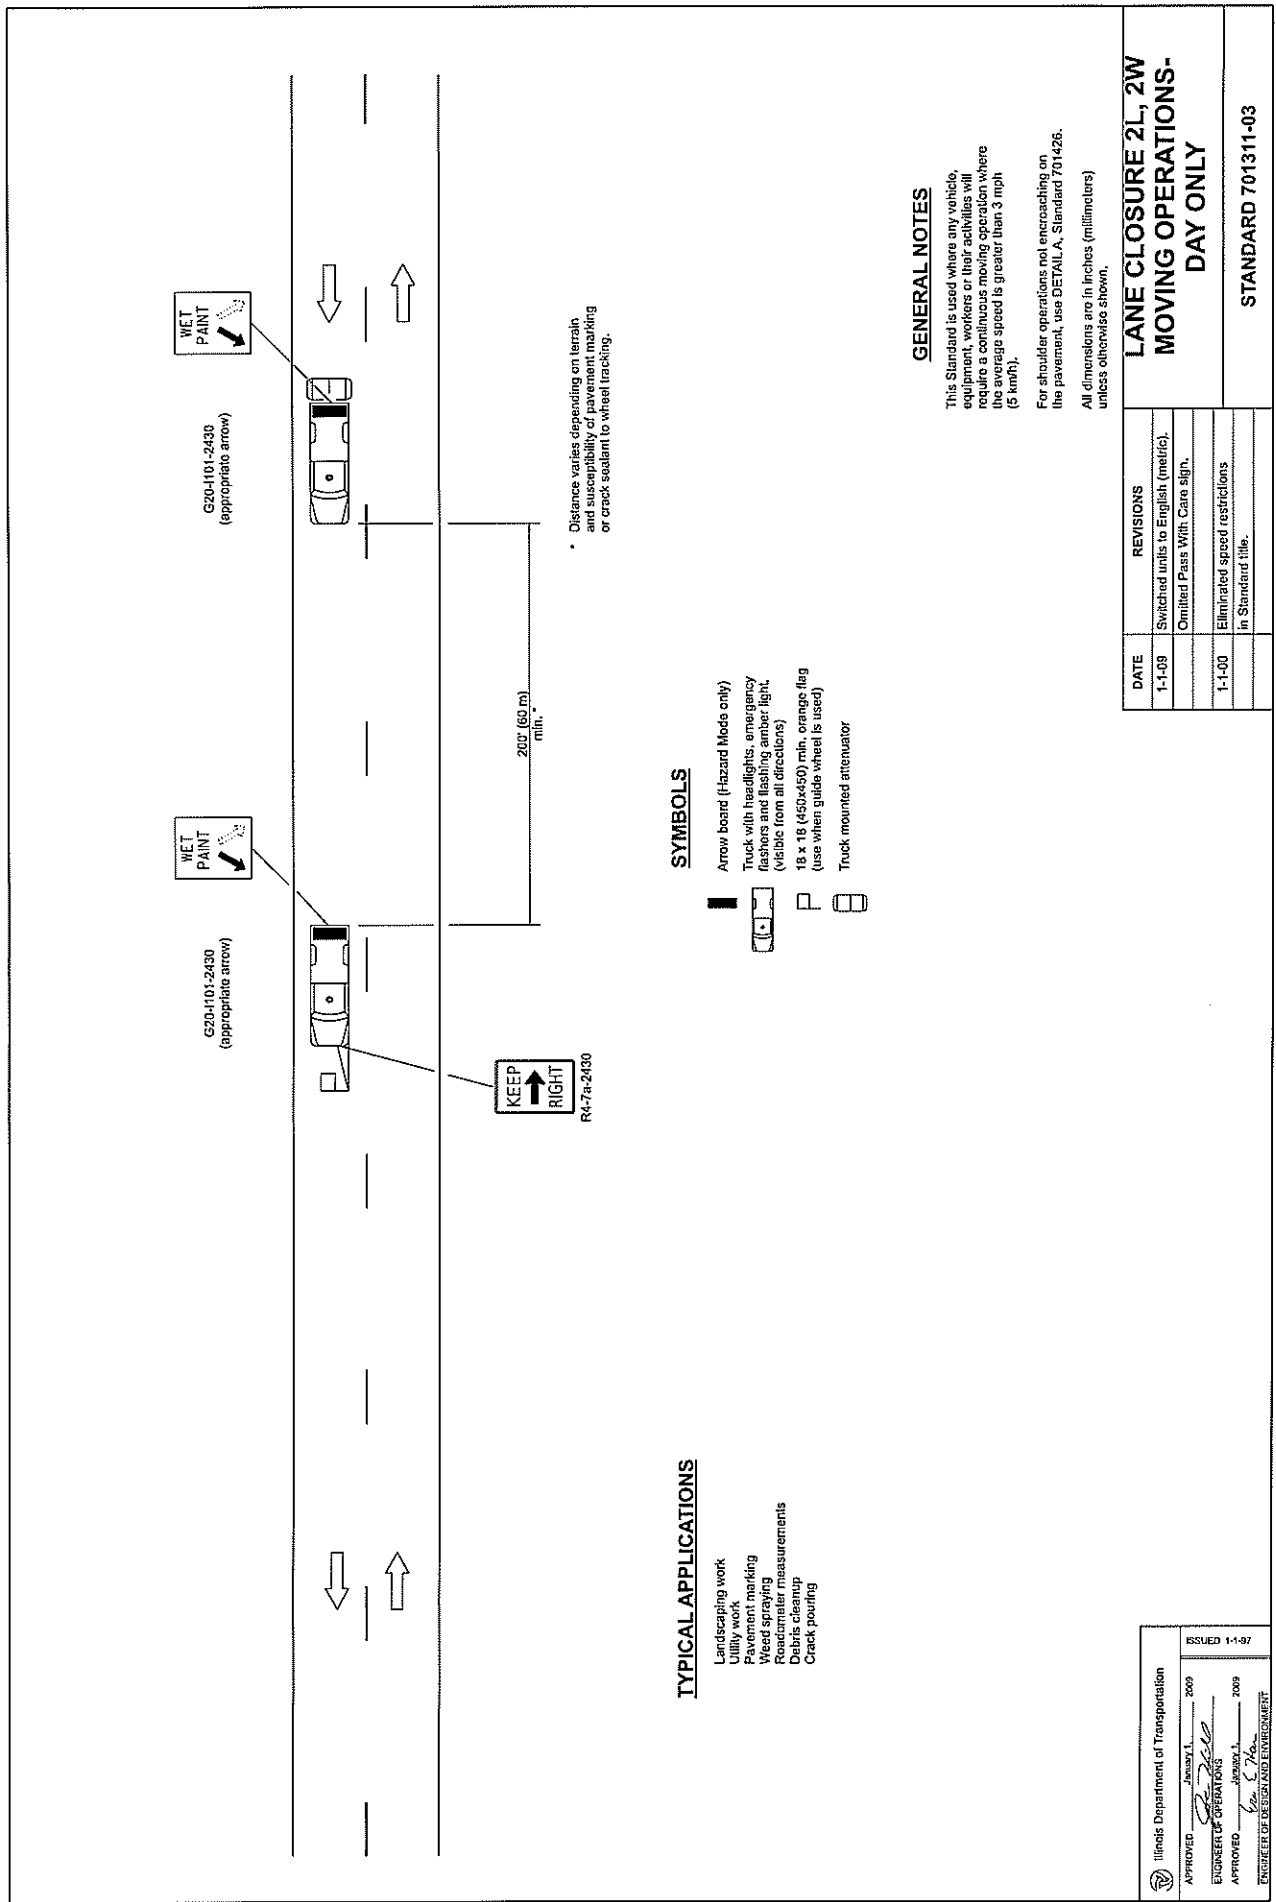 G20-I101-2430
(appropriate arrow)
WET
PAINT
G20-I101-2430
(appropriate arrow)
WET
PAINT
KEEP
RIGHT
R4-7a-2430
200' (60 m)
min.*
* Distance varies depending on terrain
and susceptibility of pavement marking
or crack sealant to wheel tracking.
TYPICAL APPLICATIONS
Landscaping work
Utility work
Pavement marking
Weed spraying
Roadometer measurements
Debris cleanup
Crack pouring
SYMBOLS
Arrow board (Hazard Mode only)
Truck with headlights, emergency
flashers and flashing amber light.
(visible from all directions)
18 x 18 (450x450) min. orange flag
(use when guide wheel is used)
Truck mounted attenuator
GENERAL NOTES
This Standard is used where any vehicle,
equipment, workers or their activities will
require a continuous moving operation where
the average speed is greater than 3 mph
(5 km/h).
For shoulder operations not encroaching on
the pavement, use DETAIL A, Standard 701426.
All dimensions are in inches (millimeters)
unless otherwise shown.
Illinois Department of Transportation
APPROVED January 1, 2009
ENGINEER OF OPERATIONS
APPROVED January 1, 2009
ENGINEER OF DESIGN AND ENVIRONMENT
ISSUED 1-1-97
DATE REVISIONS
1-1-09 Switched units to English (metric).
Omitted Pass With Care sign.
1-1-00 Eliminated speed restrictions
in Standard title.
LANE CLOSURE 2L, 2W
MOVING OPERATIONS-
DAY ONLY
STANDARD 701311-03